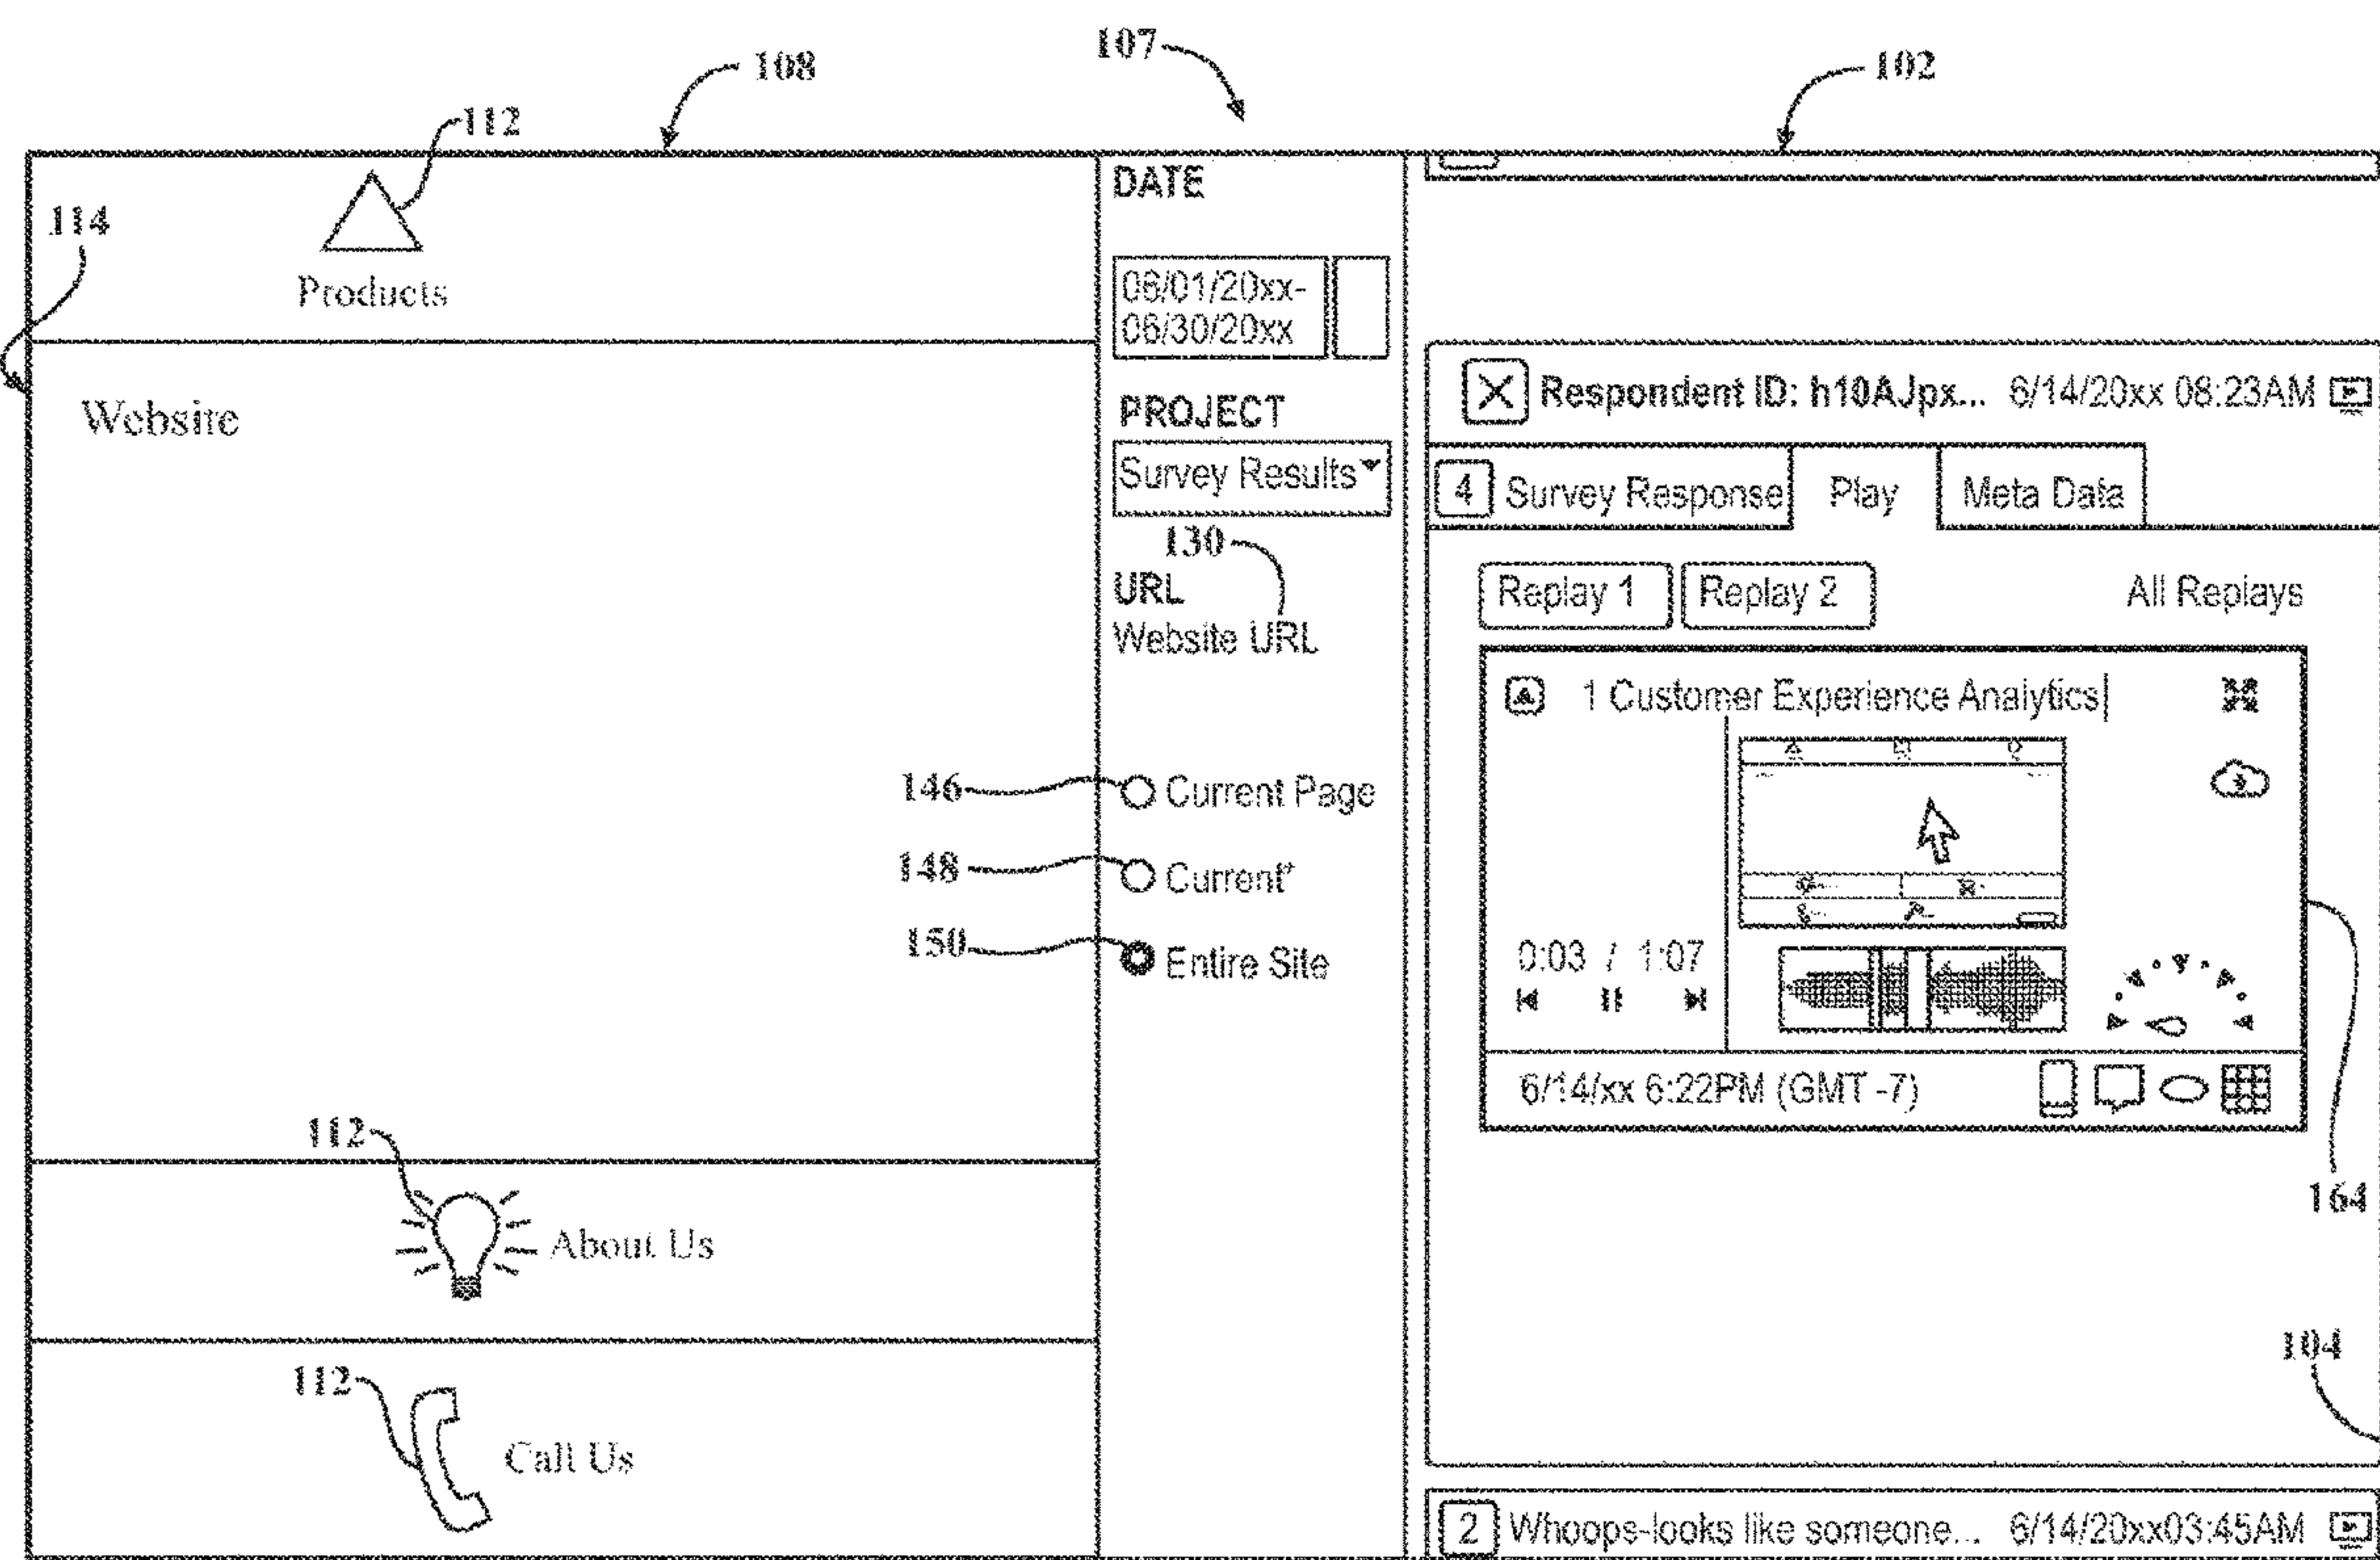 107
108
102
112
114
Products
Website
112
About Us
112
Call Us
DATE
06/01/20xx-
06/30/20xx
PROJECT
Survey Results
130
URL
Website URL
146 Current Page
148 Current+
150 Entire Site
Respondent ID: h10AJpx... 6/14/20xx 08:23AM
4 Survey Response Play Meta Data
Replay 1 Replay 2 All Replays
1 Customer Experience Analytics
0:03 / 1:07
6/14/xx 6:22PM (GMT -7)
164
104
2 Whoops-looks like someone... 6/14/20xx03:45AM